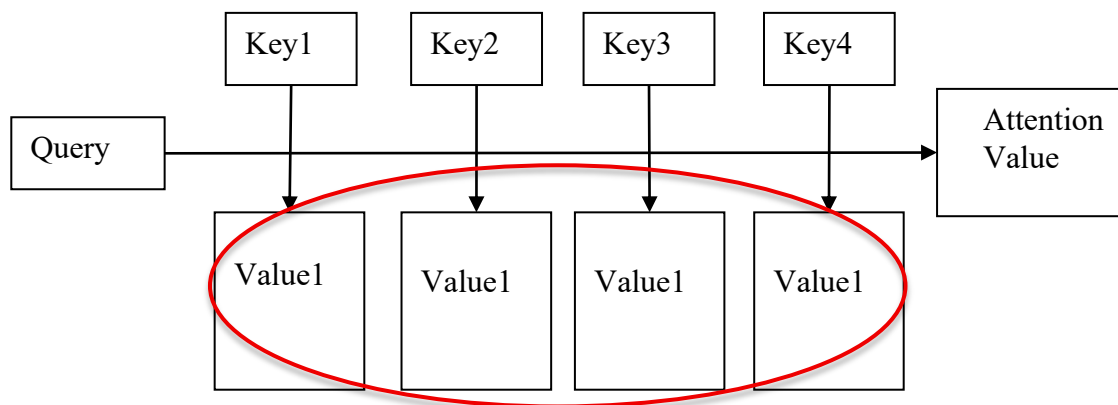 Key1
Key2
Key3
Key4
Query
Attention
Value
Value1
Value1
Value1
Value1